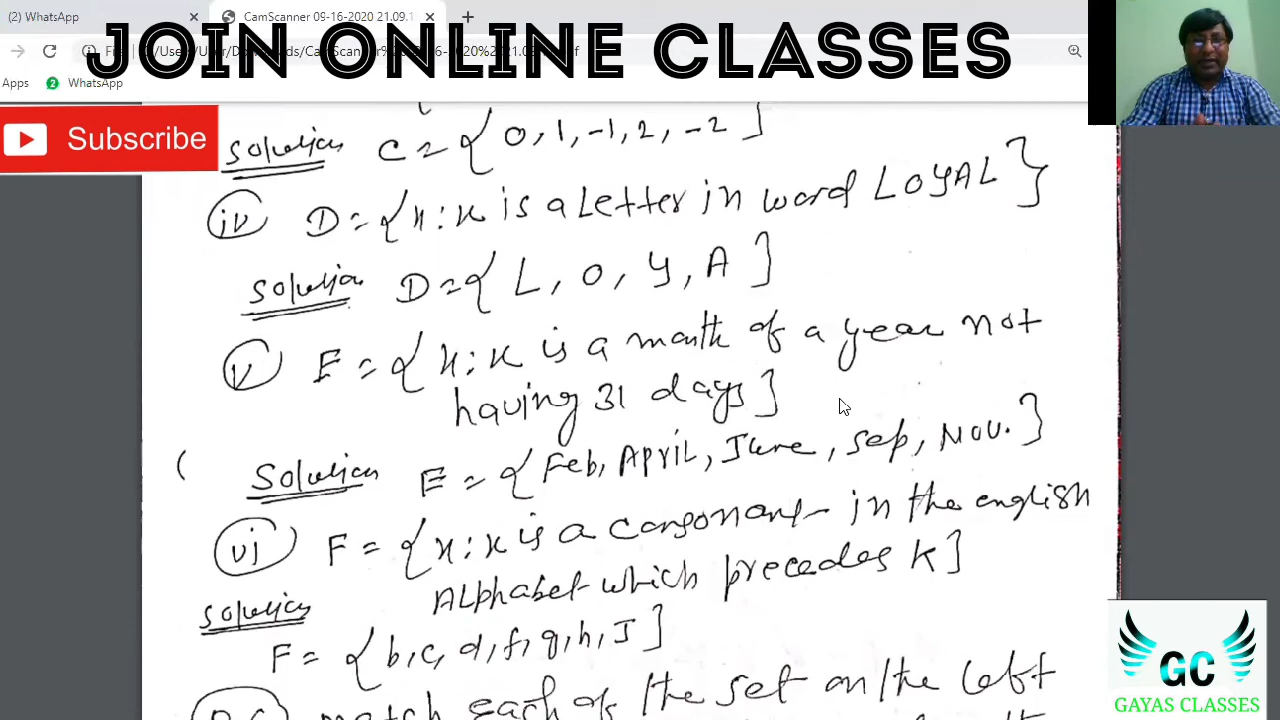 (2) WhatsApp
CamScanner 09-16-2020 21.09.1
JOIN ONLINE CLASSES
Apps WhatsApp
Subscribe
Solution C = { 0, 1, -1, 2, -2 }
iv D = { x : x is a Letter in word LOYAL }
Solution D = { L, O, Y, A }
v E = { x : x is a month of a year not
having 31 days }
Solution E = { Feb, April, June, Sep, Nov. }
vi F = { x : x is a consonant in the english
Alphabet which precedes K }
Solution
F = { b, c, d, f, g, h, J }
match each of the set on the left
GC
GAYAS CLASSES